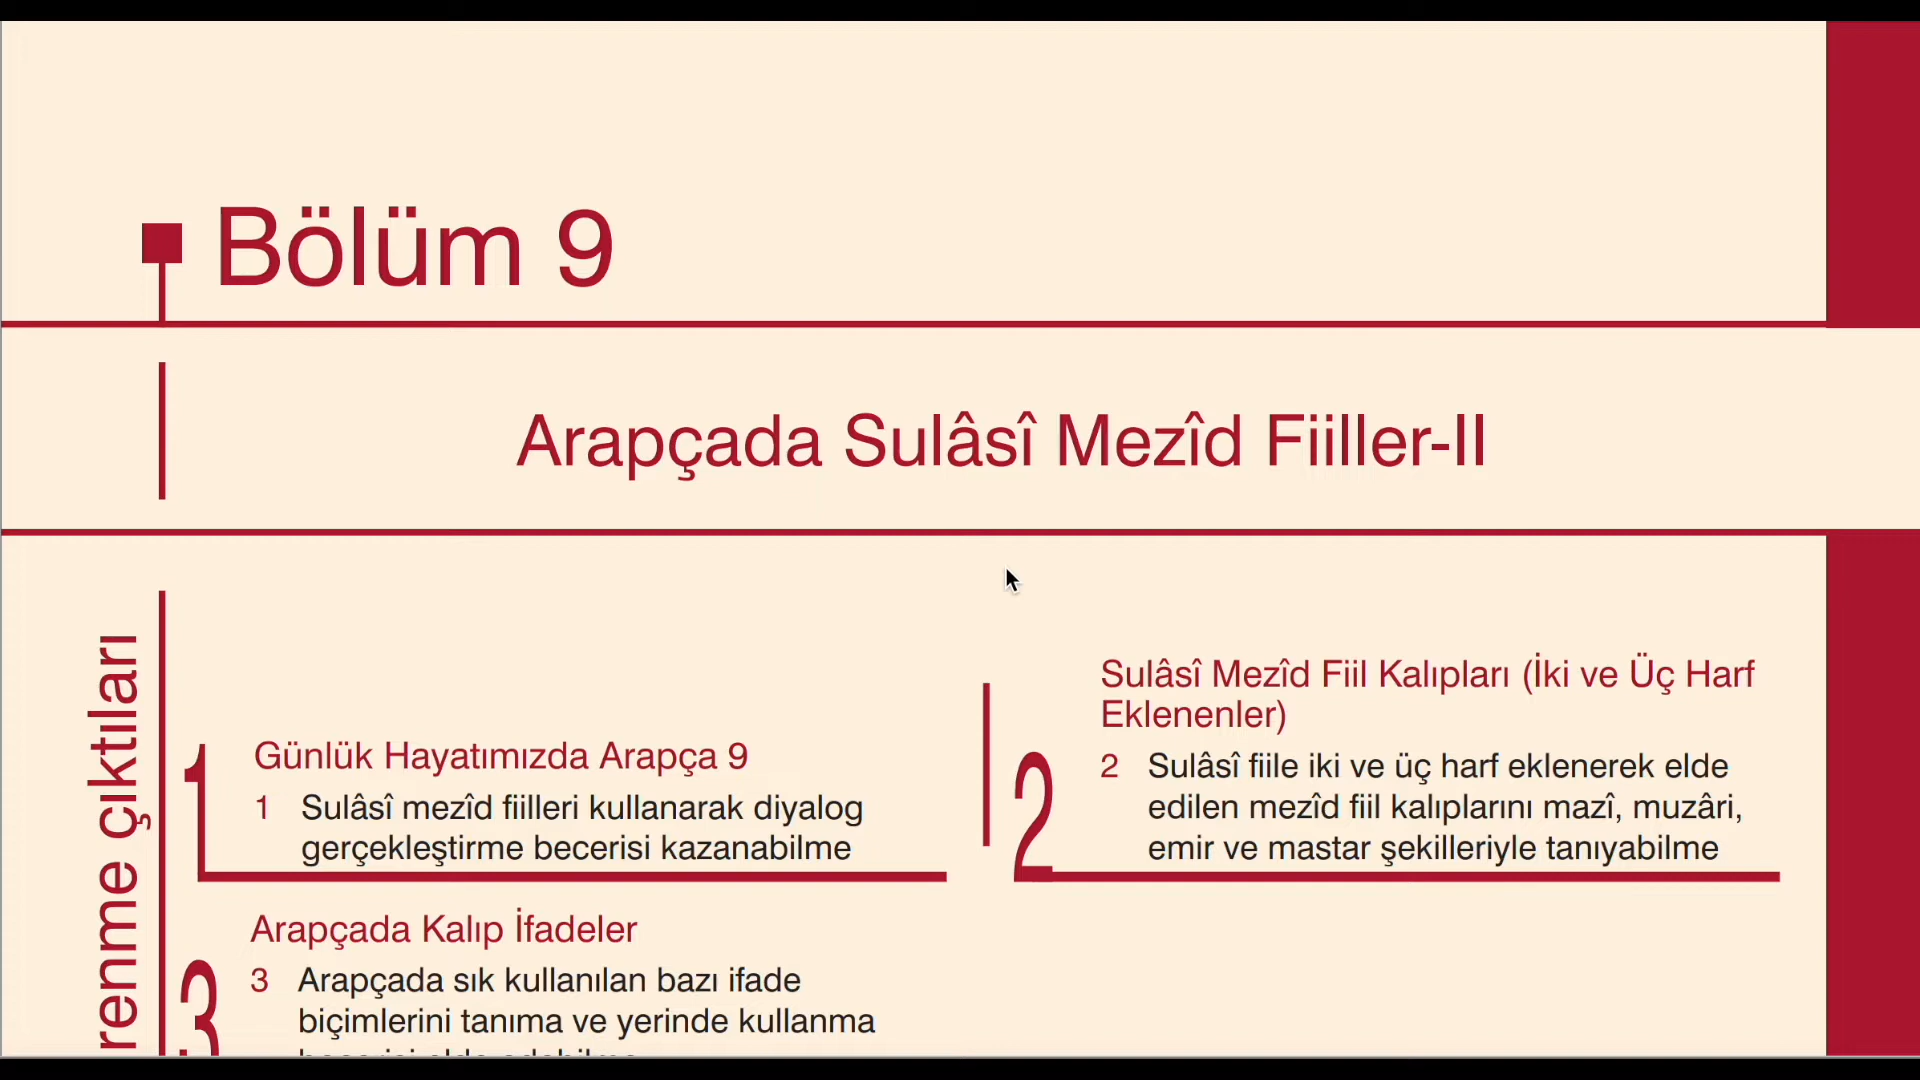 Bölüm 9
Arapçada Sulâsî Mezîd Fiiller-II
renme çıktıları
1
Günlük Hayatımızda Arapça 9
1 Sulâsî mezîd fiilleri kullanarak diyalog
gerçekleştirme becerisi kazanabilme
2
Sulâsî Mezîd Fiil Kalıpları (İki ve Üç Harf
Eklenenler)
2 Sulâsî fiile iki ve üç harf eklenerek elde
edilen mezîd fiil kalıplarını mazî, muzâri,
emir ve mastar şekilleriyle tanıyabilme
3
Arapçada Kalıp İfadeler
3 Arapçada sık kullanılan bazı ifade
biçimlerini tanıma ve yerinde kullanma